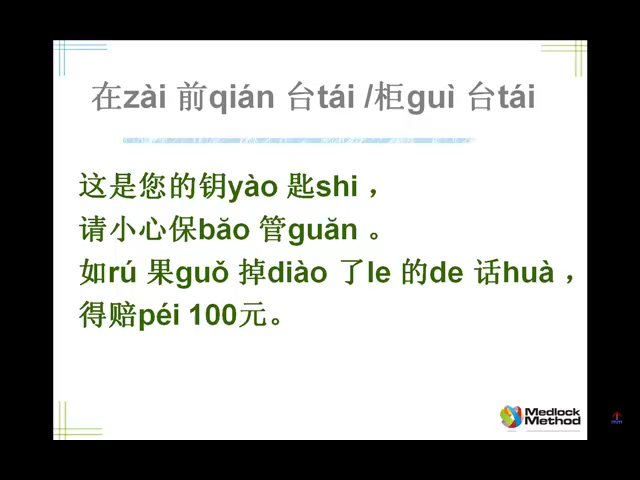 在zài 前qián 台tái /柜guì 台tái
这是您的钥yào 匙shi ，
请小心保bǎo 管guǎn 。
如rú 果guǒ 掉diào 了le 的de 话huà ，
得赔péi 100元。
Medlock
Method